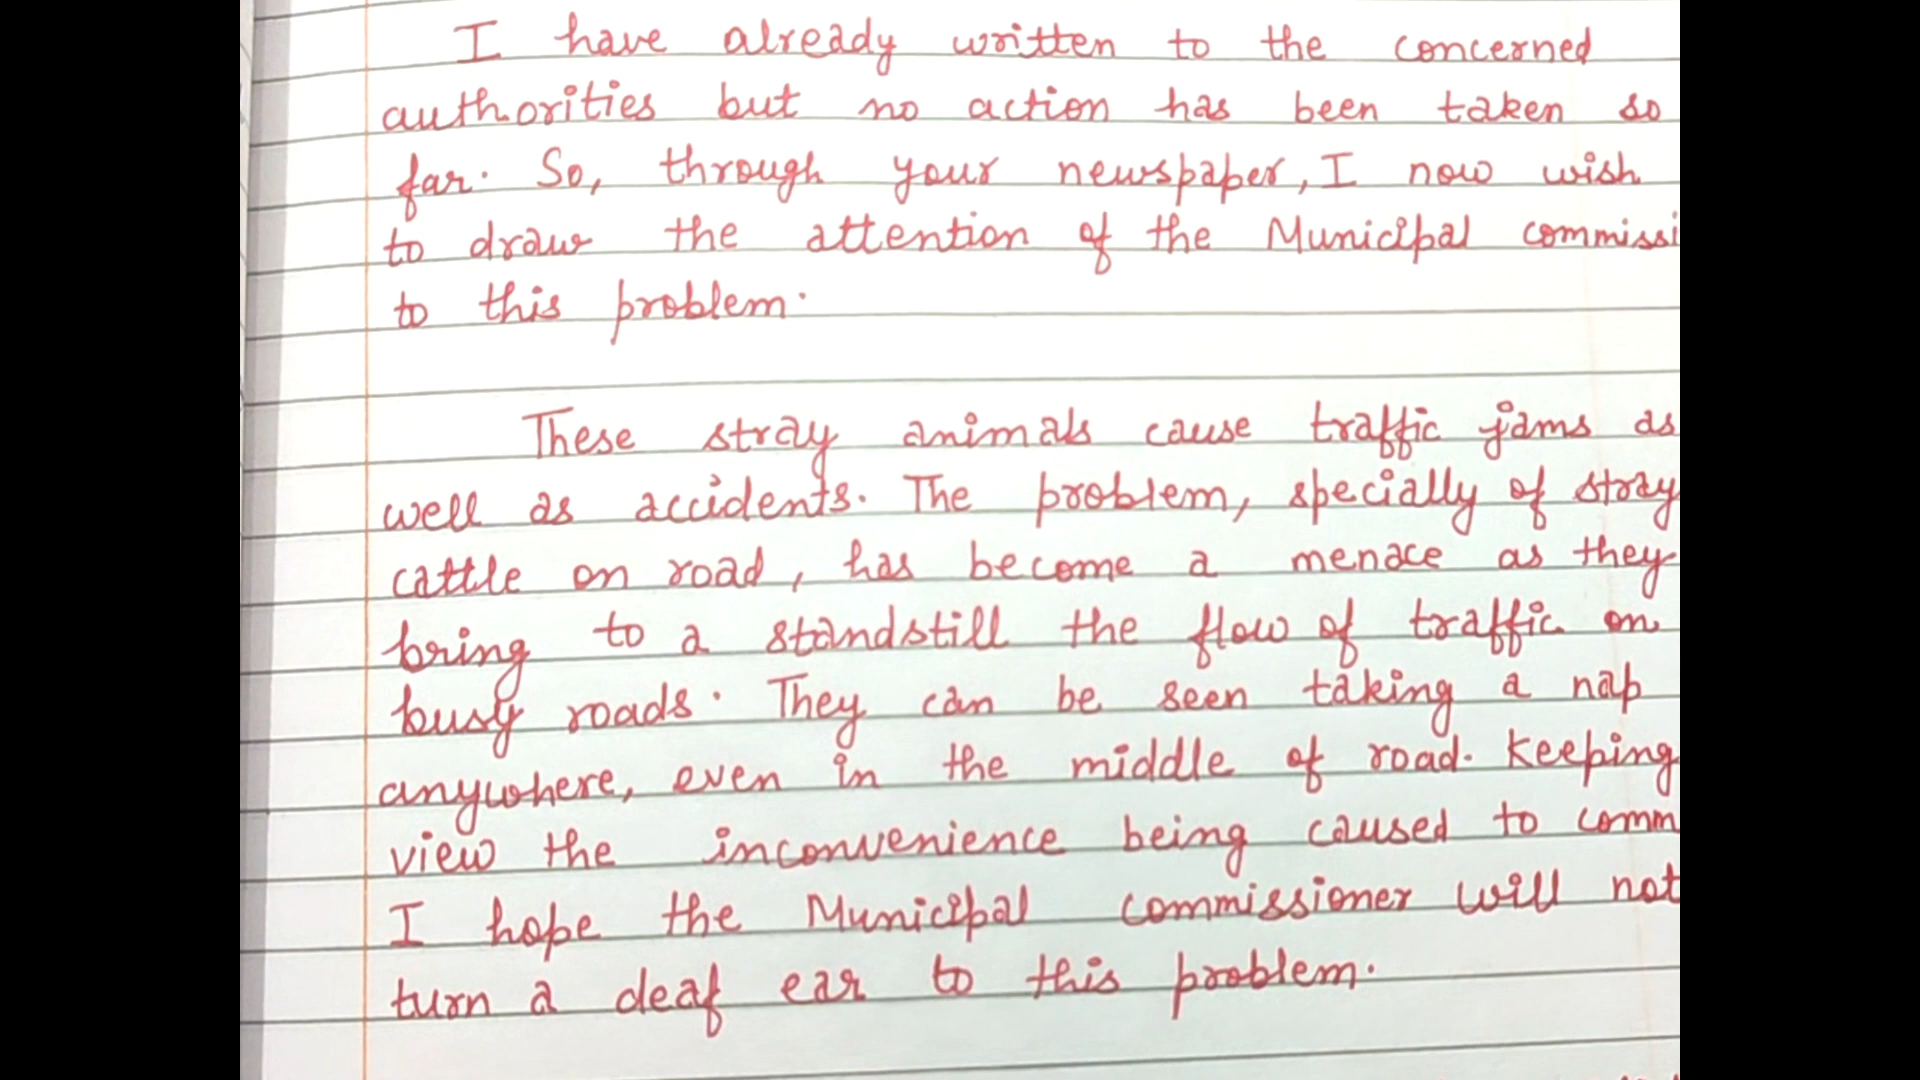 I have already written to the concerned
authorities but no action has been taken so
far. So, through your newspaper, I now wish
to draw the attention of the Municipal commissi
to this problem.
These stray animals cause traffic jams as
well as accidents. The problem, specially of stray
cattle on road, has become a menace as they
bring to a standstill the flow of traffic on
busy roads. They can be seen taking a nap
anywhere, even in the middle of road. Keeping
view the inconvenience being caused to comm
I hope the Municipal commissioner will not
turn a deaf ear to this problem.